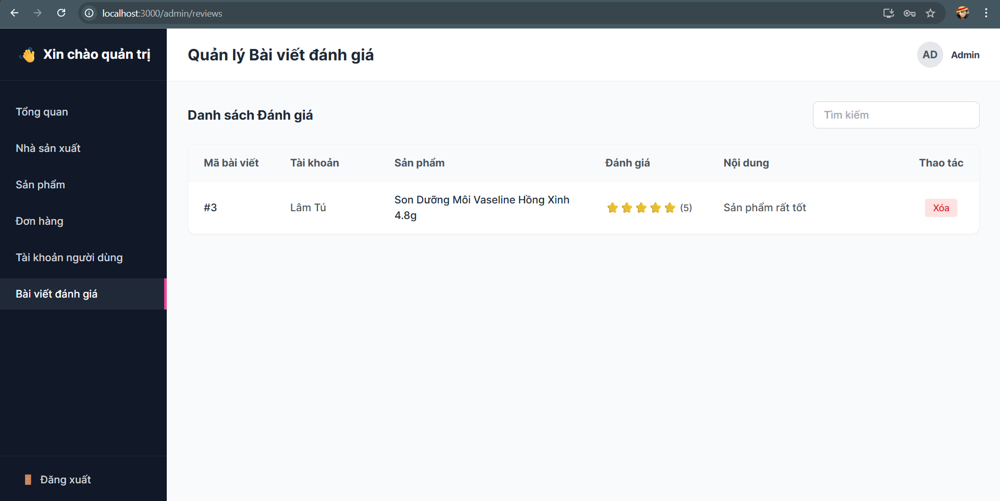 localhost:3000/admin/reviews
Xin chào quản trị
Quản lý Bài viết đánh giá
AD
Admin
Tổng quan
Nhà sản xuất
Sản phẩm
Đơn hàng
Tài khoản người dùng
Bài viết đánh giá
Đăng xuất
Danh sách Đánh giá
Tìm kiếm
Mã bài viết Tài khoản Sản phẩm Đánh giá Nội dung Thao tác
#3 Lâm Tú Son Dưỡng Môi Vaseline Hồng Xinh
4.8g (5) Sản phẩm rất tốt Xóa